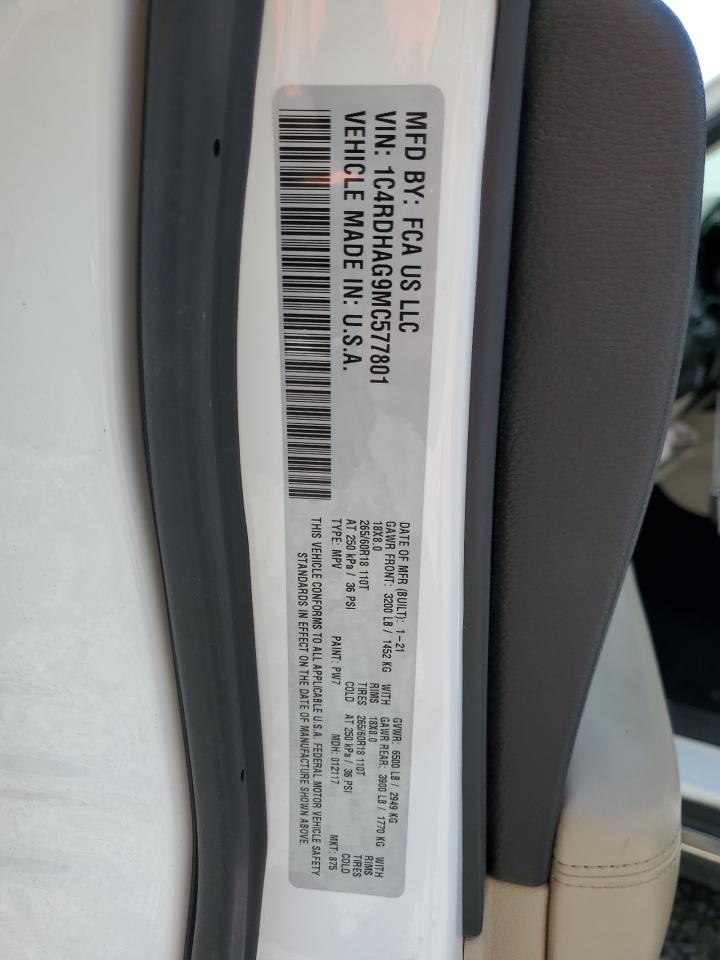 MFD BY: FCA US LLC
VIN: 1C4RDHAG9MC577801
VEHICLE MADE IN: U.S.A.
DATE OF MFR (BUILT): 1-21 GVWR: 6500 LB / 2949 KG
GAWR FRONT: 3200 LB / 1452 KG WITH GAWR REAR: 3900 LB / 1770 KG WITH
18X8.0 RIMS 18X8.0 RIMS
265/60R18 110T TIRES 265/60R18 110T TIRES
AT 250 kPa / 36 PSI COLD AT 250 kPa / 36 PSI COLD
TYPE: MPV PAINT: PW7 MDH: 012117 MKT: 875
THIS VEHICLE CONFORMS TO ALL APPLICABLE U.S.A. FEDERAL MOTOR VEHICLE SAFETY
STANDARDS IN EFFECT ON THE DATE OF MANUFACTURE SHOWN ABOVE.